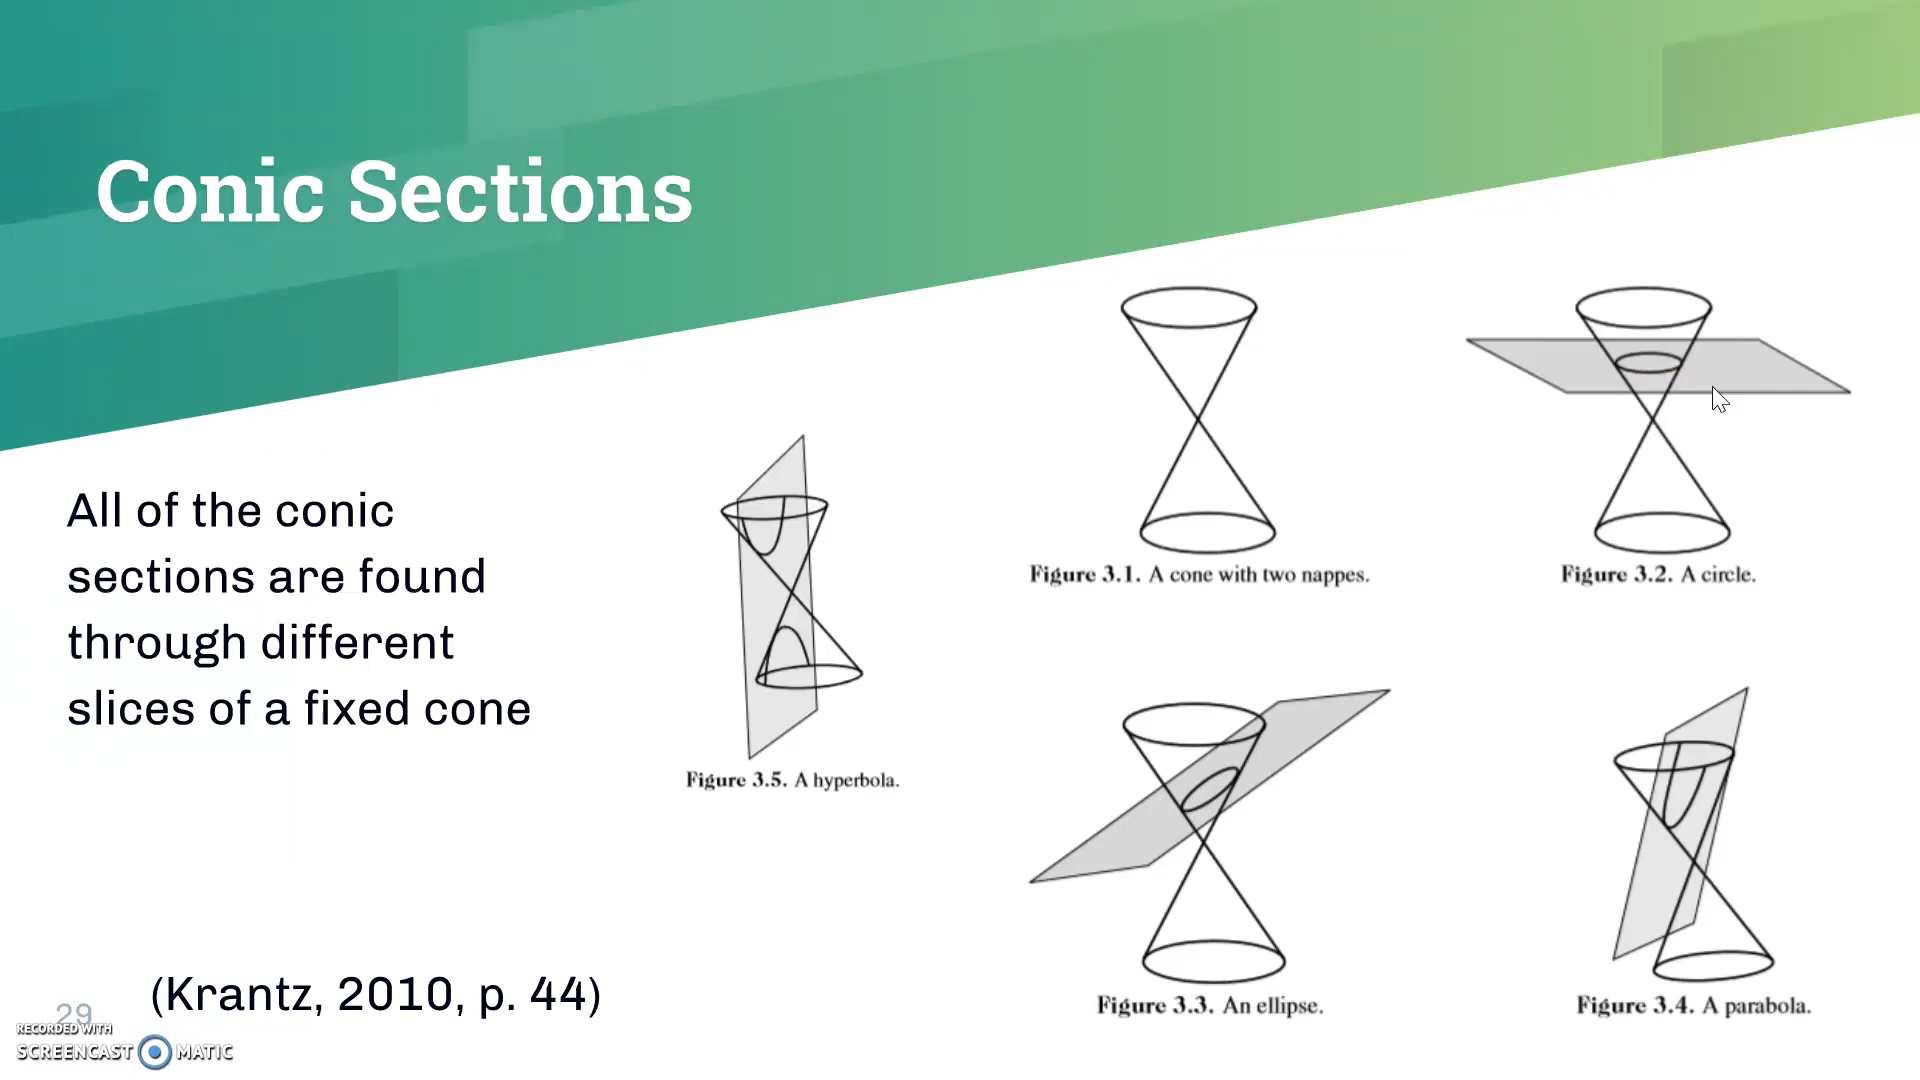 Conic Sections
All of the conic
sections are found
through different
slices of a fixed cone
Figure 3.1. A cone with two nappes.
Figure 3.2. A circle.
Figure 3.5. A hyperbola.
Figure 3.3. An ellipse.
Figure 3.4. A parabola.
(Krantz, 2010, p. 44)
29
RECORDED WITH
SCREENCAST MATIC